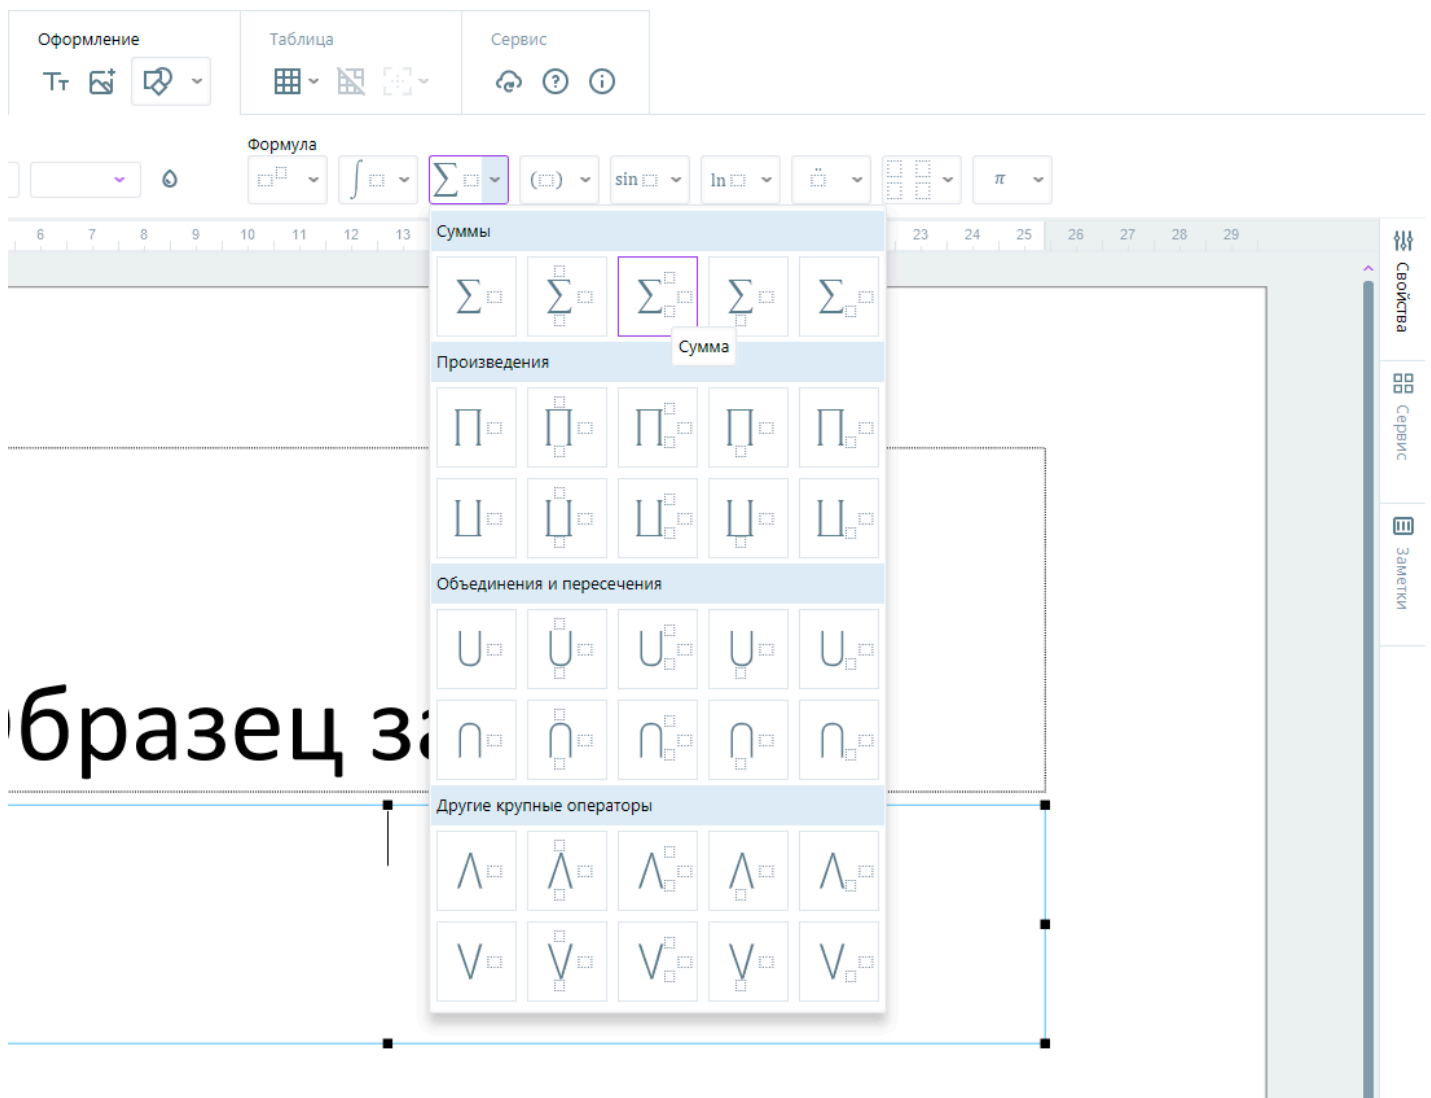 Оформление
Таблица
Сервис
Формула
∑
(
)
sin
ln
π
6 7 8 9 10 11 12 13 23 24 25 26 27 28 29
Суммы
∑ ∑ ∑ ∑ ∑
Сумма
Произведения
∏ ∏ ∏ ∏ ∏
∐ ∐ ∐ ∐ ∐
Объединения и пересечения
⋃ ⋃ ⋃ ⋃ ⋃
⋂ ⋂ ⋂ ⋂ ⋂
Другие крупные операторы
⋀ ⋀ ⋀ ⋀ ⋀
⋁ ⋁ ⋁ ⋁ ⋁
бразец за
Свойства
Сервис
Заметки